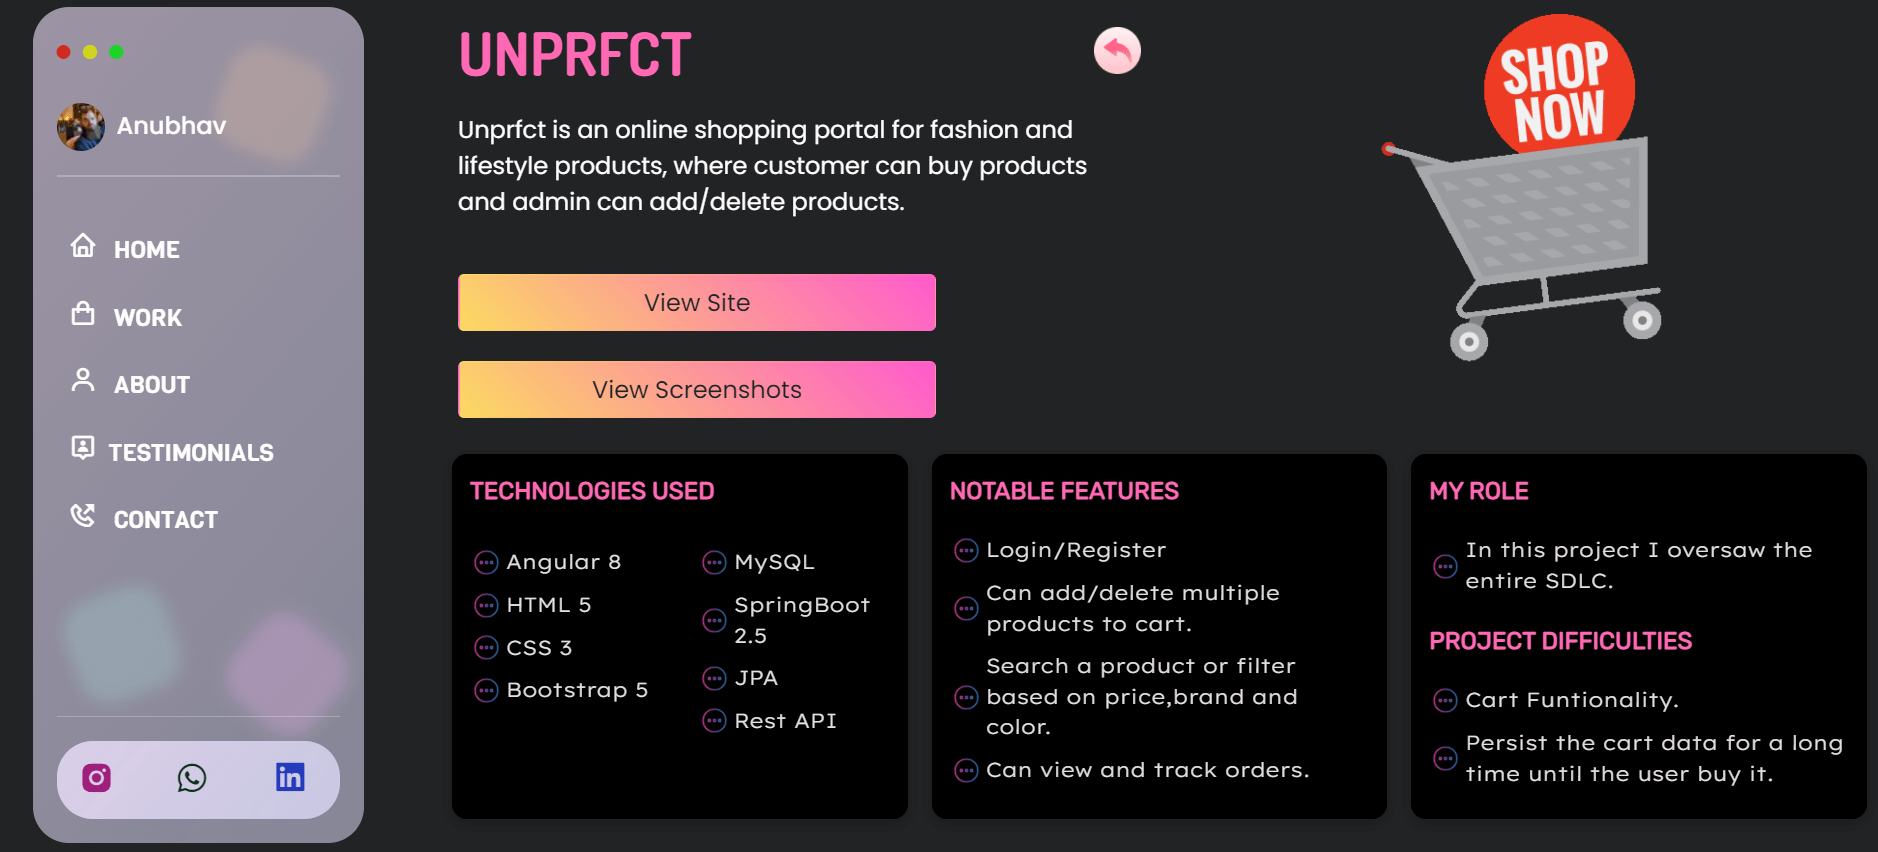 Anubhav
HOME
WORK
ABOUT
TESTIMONIALS
CONTACT
UNPRFCT
Unprfct is an online shopping portal for fashion and
lifestyle products, where customer can buy products
and admin can add/delete products.
View Site
View Screenshots
SHOP
NOW
TECHNOLOGIES USED
Angular 8
HTML 5
CSS 3
Bootstrap 5
MySQL
SpringBoot
2.5
JPA
Rest API
NOTABLE FEATURES
Login/Register
Can add/delete multiple
products to cart.
Search a product or filter
based on price,brand and
color.
Can view and track orders.
MY ROLE
In this project I oversaw the
entire SDLC.
PROJECT DIFFICULTIES
Cart Funtionality.
Persist the cart data for a long
time until the user buy it.